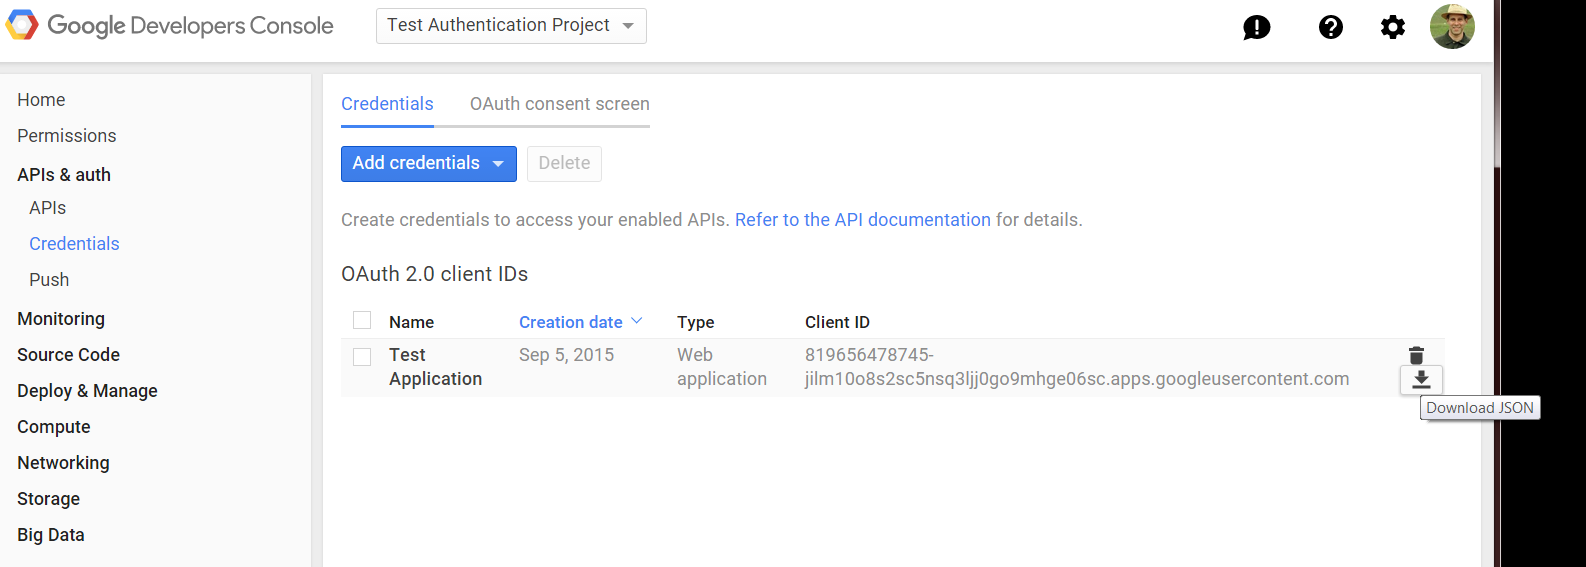 Google Developers Console
Test Authentication Project
Home
Permissions
APIs & auth
APIs
Credentials
Push
Monitoring
Source Code
Deploy & Manage
Compute
Networking
Storage
Big Data
Credentials
OAuth consent screen
Add credentials
Delete
Create credentials to access your enabled APIs. Refer to the API documentation for details.
OAuth 2.0 client IDs
Name Creation date Type Client ID
Test Sep 5, 2015 Web 819656478745-
Application application jilm10o8s2sc5nsq3ljj0go9mhge06sc.apps.googleusercontent.com
Download JSON